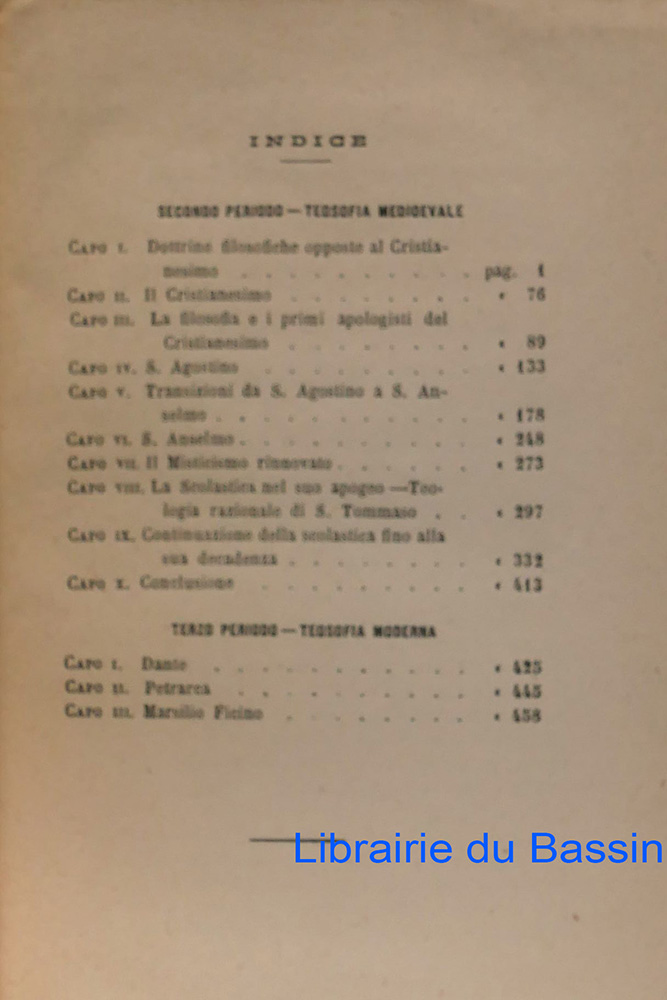 INDICE
SECONDO PERIODO — TEOSOFIA MEDIOEVALE
CAPO I. Dottrine filosofiche opposte al Cristia-
nesimo . . . . . . . . . . pag. 1
CAPO II. Il Cristianesimo . . . . . . . . « 76
CAPO III. La filosofia e i primi apologisti del
Cristianesimo . . . . . . . . « 89
CAPO IV. S. Agostino . . . . . . . . . « 133
CAPO V. Transizioni da S. Agostino a S. An-
selmo . . . . . . . . . . . « 178
CAPO VI. S. Anselmo . . . . . . . . . . « 248
CAPO VII. Il Misticismo rinnovato . . . . . . « 273
CAPO VIII. La Scolastica nel suo apogeo — Teo-
logia razionale di S. Tommaso . . « 297
CAPO IX. Continuazione della scolastica fino alla
sua decadenza . . . . . . . . « 332
CAPO X. Conclusione . . . . . . . . . « 413
TERZO PERIODO — TEOSOFIA MODERNA
CAPO I. Dante . . . . . . . . . . . « 425
CAPO II. Petrarca . . . . . . . . . . « 445
CAPO III. Marsilio Ficino . . . . . . . . « 458
Librairie du Bassin